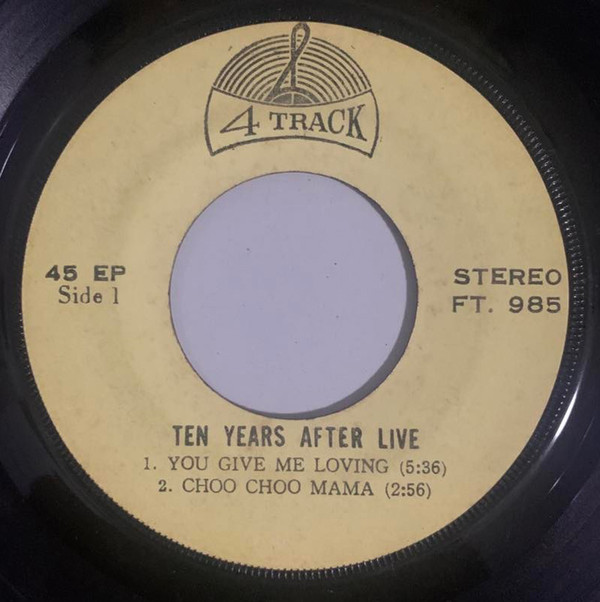 4 TRACK
45 EP
Side 1
STEREO
FT. 985
TEN YEARS AFTER LIVE
1. YOU GIVE ME LOVING (5:36)
2. CHOO CHOO MAMA (2:56)